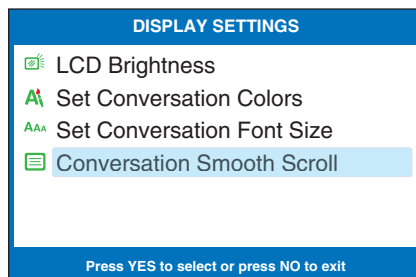 DISPLAY SETTINGS
LCD Brightness
Set Conversation Colors
Set Conversation Font Size
Conversation Smooth Scroll
Press YES to select or press NO to exit